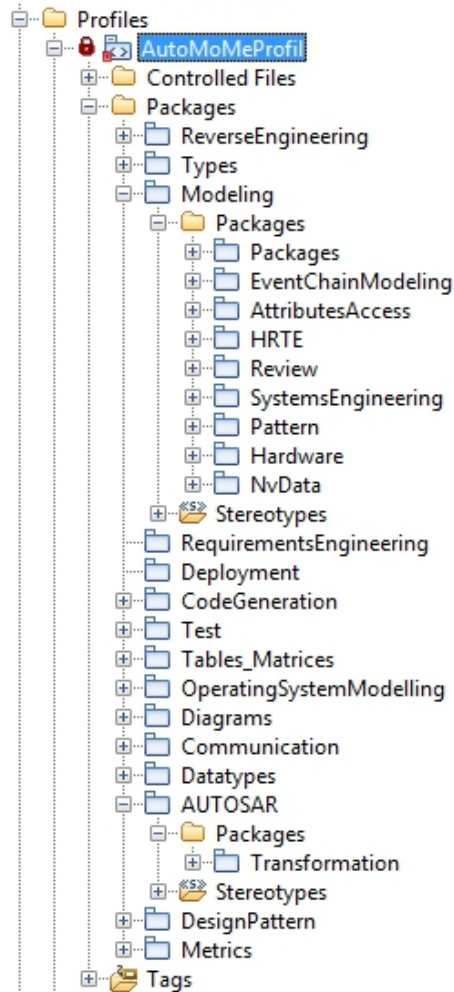 Profiles
AutoMoMeProfil
Controlled Files
Packages
ReverseEngineering
Types
Modeling
Packages
Packages
EventChainModeling
AttributesAccess
HRTE
Review
SystemsEngineering
Pattern
Hardware
NvData
«S» Stereotypes
RequirementsEngineering
Deployment
CodeGeneration
Test
Tables_Matrices
OperatingSystemModelling
Diagrams
Communication
Datatypes
AUTOSAR
Packages
Transformation
«S» Stereotypes
DesignPattern
Metrics
Tags